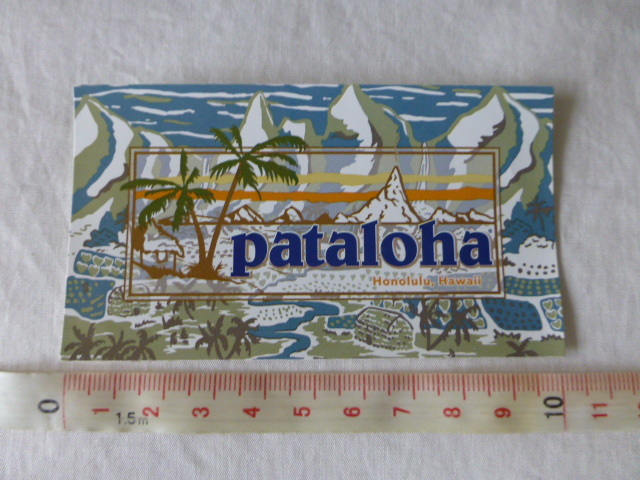 pataloha
Honolulu, Hawaii
0 1 2 3 4 5 6 7 8 9 10 11
1.5m